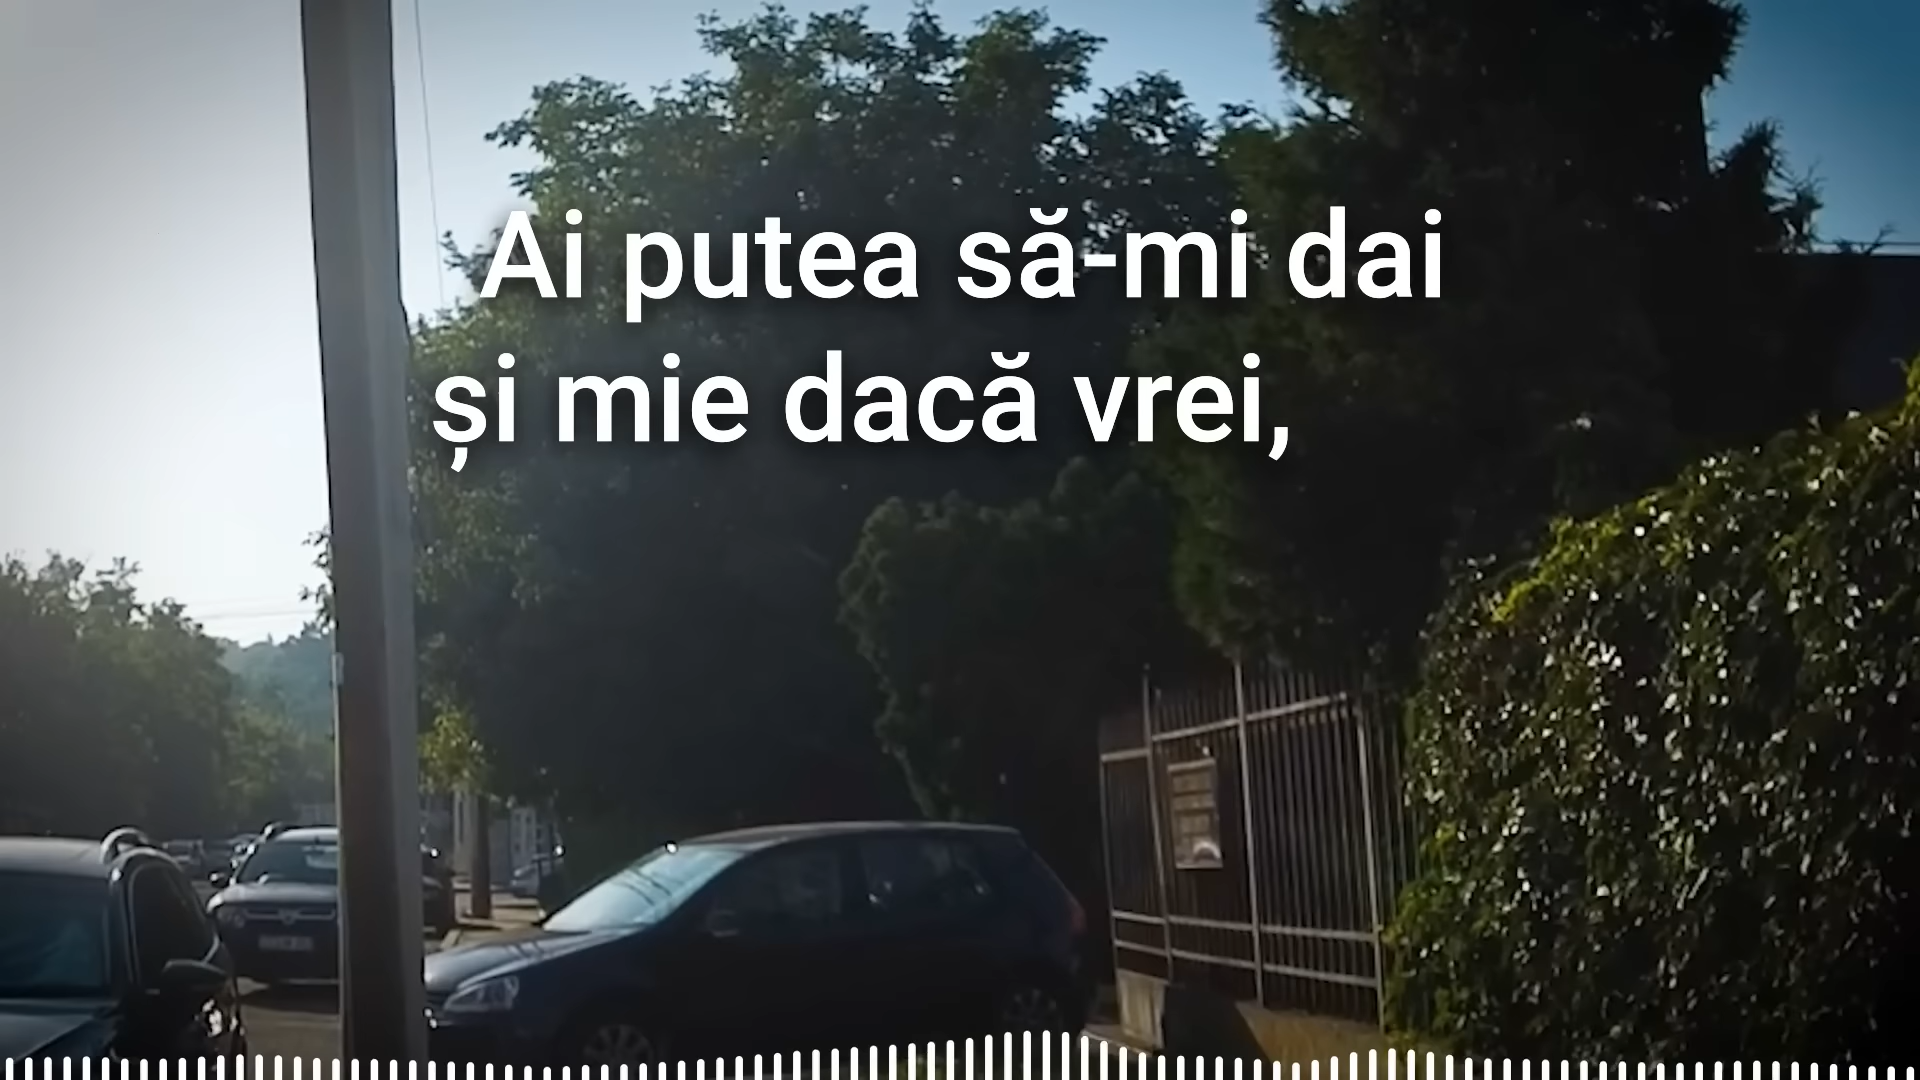 Ai putea să-mi dai
și mie dacă vrei,